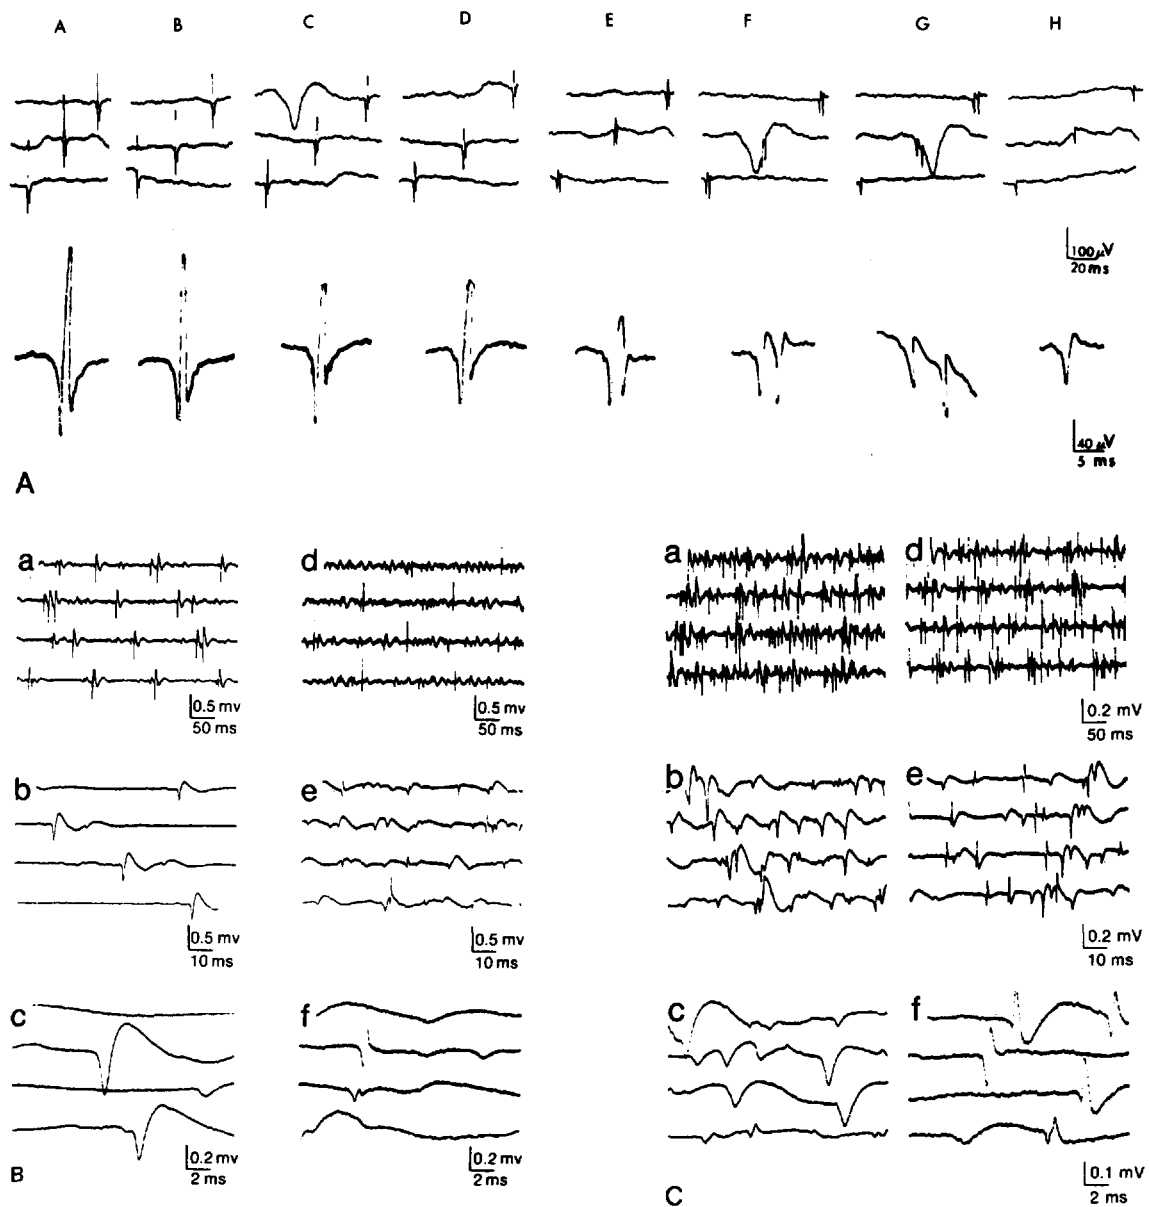 A B C D E F G H
100 μV
20 ms
40 μV
5 ms
A
a d a d
0.5 mv 0.5 mv 0.2 mV
50 ms 50 ms 50 ms
b e b e
0.5 mv 0.5 mv 0.2 mV
10 ms 10 ms 10 ms
c f c f
0.2 mv 0.2 mv 0.1 mV
2 ms 2 ms 2 ms
B C